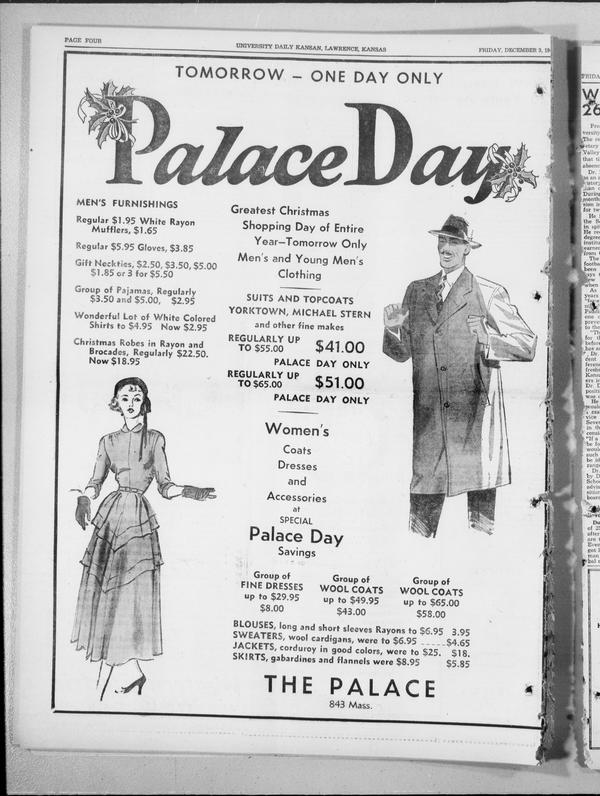 PAGE FOUR
UNIVERSITY DAILY KANSAN, LAWRENCE, KANSAS
FRIDAY, DECEMBER 3, 19
TOMORROW – ONE DAY ONLY
Palace Day
MEN'S FURNISHINGS
Regular $1.95 White Rayon
Mufflers, $1.65
Regular $5.95 Gloves, $3.85
Gift Neckties, $2.50, $3.50, $5.00
$1.85 or 3 for $5.50
Group of Pajamas, Regularly
$3.50 and $5.00, $2.95
Wonderful Lot of White Colored
Shirts to $4.95 Now $2.95
Christmas Robes in Rayon and
Brocades, Regularly $22.50.
Now $18.95
Greatest Christmas
Shopping Day of Entire
Year—Tomorrow Only
Men's and Young Men's
Clothing
SUITS AND TOPCOATS
YORKTOWN, MICHAEL STERN
and other fine makes
REGULARLY UP
TO $55.00 $41.00
PALACE DAY ONLY
REGULARLY UP
TO $65.00 $51.00
PALACE DAY ONLY
Women's
Coats
Dresses
and
Accessories
at
SPECIAL
Palace Day
Savings
Group of
FINE DRESSES
up to $29.95
$8.00
Group of
WOOL COATS
up to $49.95
$43.00
Group of
WOOL COATS
up to $65.00
$58.00
BLOUSES, long and short sleeves Rayons to $6.95 3.95
SWEATERS, wool cardigans, were to $6.95 _____$4.65
JACKETS, corduroy in good colors, were to $25. $18.
SKIRTS, gabardines and flannels were $8.95 $5.85
THE PALACE
843 Mass.
FRIDA
W
26